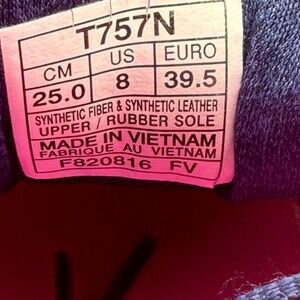 T757N
CM US EURO
25.0 8 39.5
SYNTHETIC FIBER & SYNTHETIC LEATHER
UPPER / RUBBER SOLE
MADE IN VIETNAM
FABRIQUE AU VIETNAM
F820816 FV